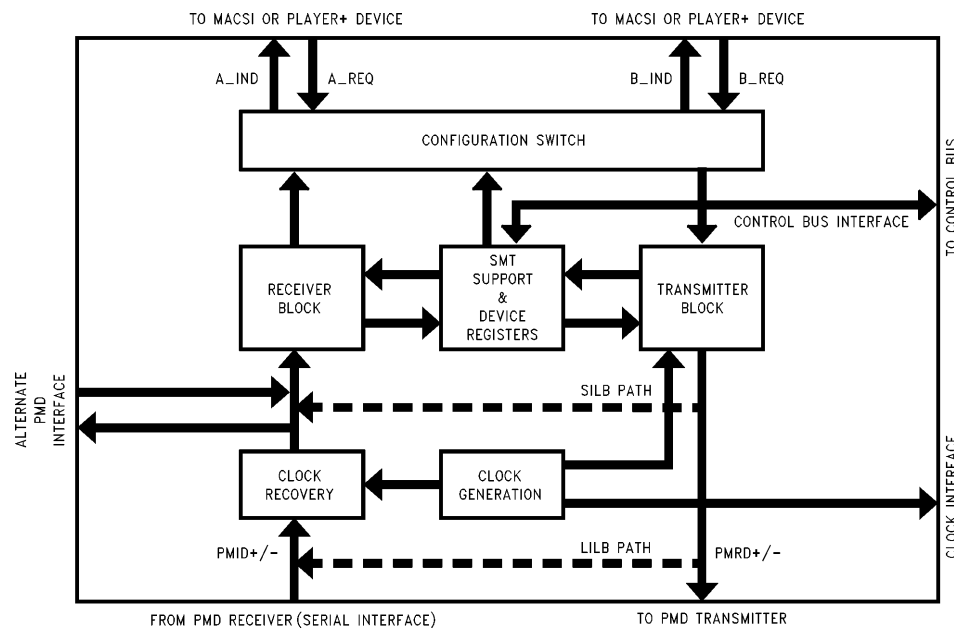 TO MACSI OR PLAYER+ DEVICE
TO MACSI OR PLAYER+ DEVICE
A_IND
A_REQ
B_IND
B_REQ
CONFIGURATION SWITCH
TO CONTROL BUS
CONTROL BUS INTERFACE
RECEIVER
BLOCK
SMT
SUPPORT
&
DEVICE
REGISTERS
TRANSMITTER
BLOCK
ALTERNATE
PMD
INTERFACE
SILB PATH
CLOCK
RECOVERY
CLOCK
GENERATION
CLOCK INTERFACE
PMID+/-
LILB PATH
PMRD+/-
FROM PMD RECEIVER(SERIAL INTERFACE)
TO PMD TRANSMITTER